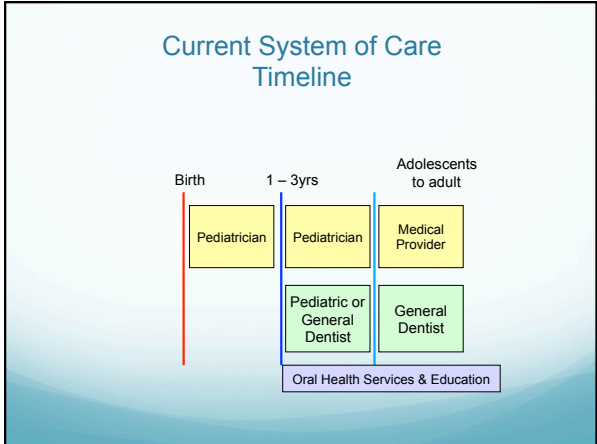 Current System of Care
Timeline
Birth
1 – 3yrs
Adolescents
to adult
Pediatrician
Pediatrician
Medical
Provider
Pediatric or
General
Dentist
General
Dentist
Oral Health Services & Education